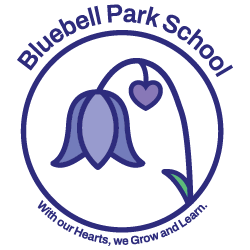 Bluebell Park School
With our Hearts, we Grow and Learn.